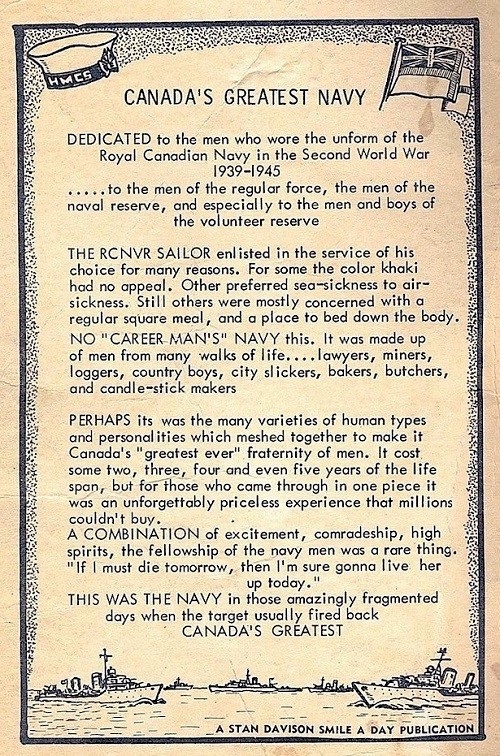 HMCS
CANADA'S GREATEST NAVY
DEDICATED to the men who wore the unform of the
Royal Canadian Navy in the Second World War
1939-1945
.....to the men of the regular force, the men of the
naval reserve, and especially to the men and boys of
the volunteer reserve
THE RCNVR SAILOR enlisted in the service of his
choice for many reasons. For some the color khaki
had no appeal. Other preferred sea-sickness to air-
sickness. Still others were mostly concerned with a
regular square meal, and a place to bed down the body.
NO "CAREER MAN'S" NAVY this. It was made up
of men from many walks of life....lawyers, miners,
loggers, country boys, city slickers, bakers, butchers,
and candle-stick makers
PERHAPS its was the many varieties of human types
and personalities which meshed together to make it
Canada's "greatest ever" fraternity of men. It cost
some two, three, four and even five years of the life
span, but for those who came through in one piece it
was an unforgettably priceless experience that millions
couldn't buy.
A COMBINATION of excitement, comradeship, high
spirits, the fellowship of the navy men was a rare thing.
"If I must die tomorrow, then I'm sure gonna live her
up today."
THIS WAS THE NAVY in those amazingly fragmented
days when the target usually fired back
CANADA'S GREATEST
A STAN DAVISON SMILE A DAY PUBLICATION